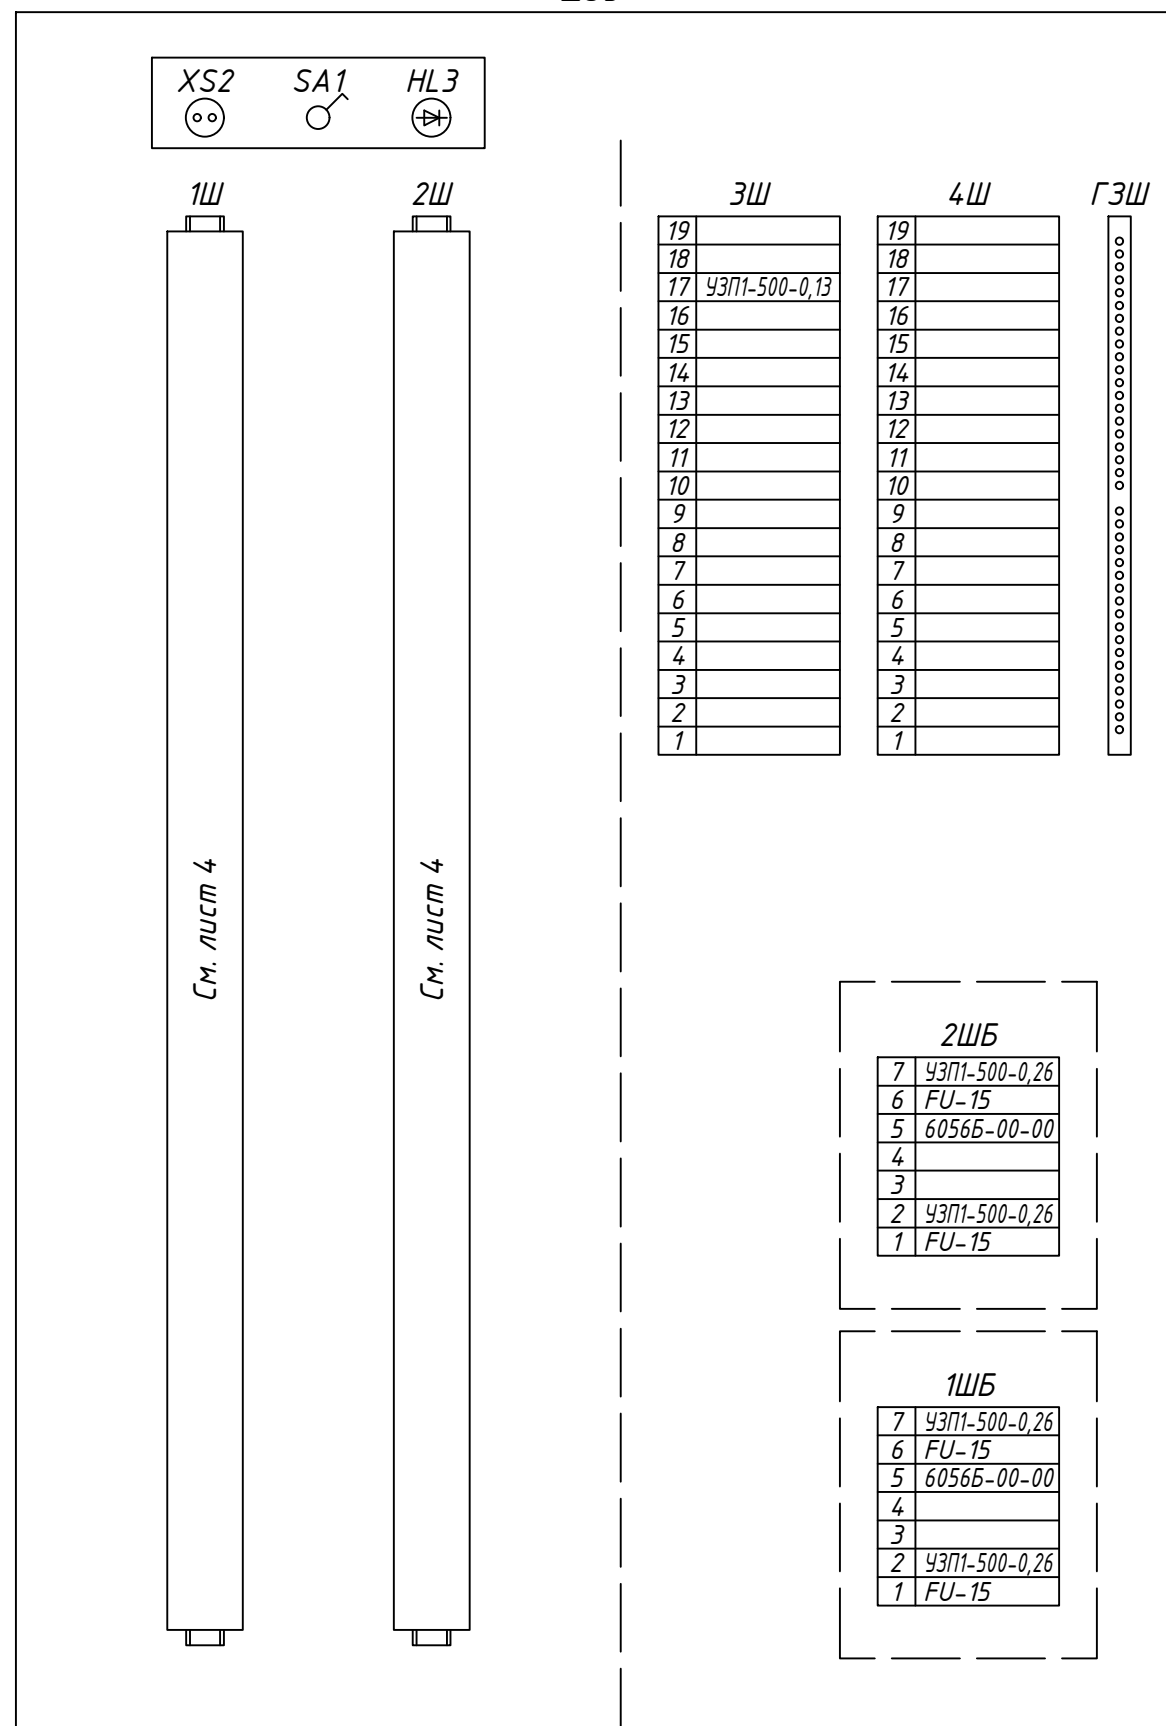 XS2 SA1 HL3
1Ш 2Ш 3Ш 4Ш ГЗШ
19 19
18 18
17 УЗП1-500-0,13 17
16 16
15 15
14 14
13 13
12 12
11 11
10 10
9 9
8 8
7 7
6 6
5 5
4 4
3 3
2 2
1 1
См. лист 4
См. лист 4
2ШБ
7 УЗП1-500-0,26
6 FU-15
5 6056Б-00-00
4
3
2 УЗП1-500-0,26
1 FU-15
1ШБ
7 УЗП1-500-0,26
6 FU-15
5 6056Б-00-00
4
3
2 УЗП1-500-0,26
1 FU-15